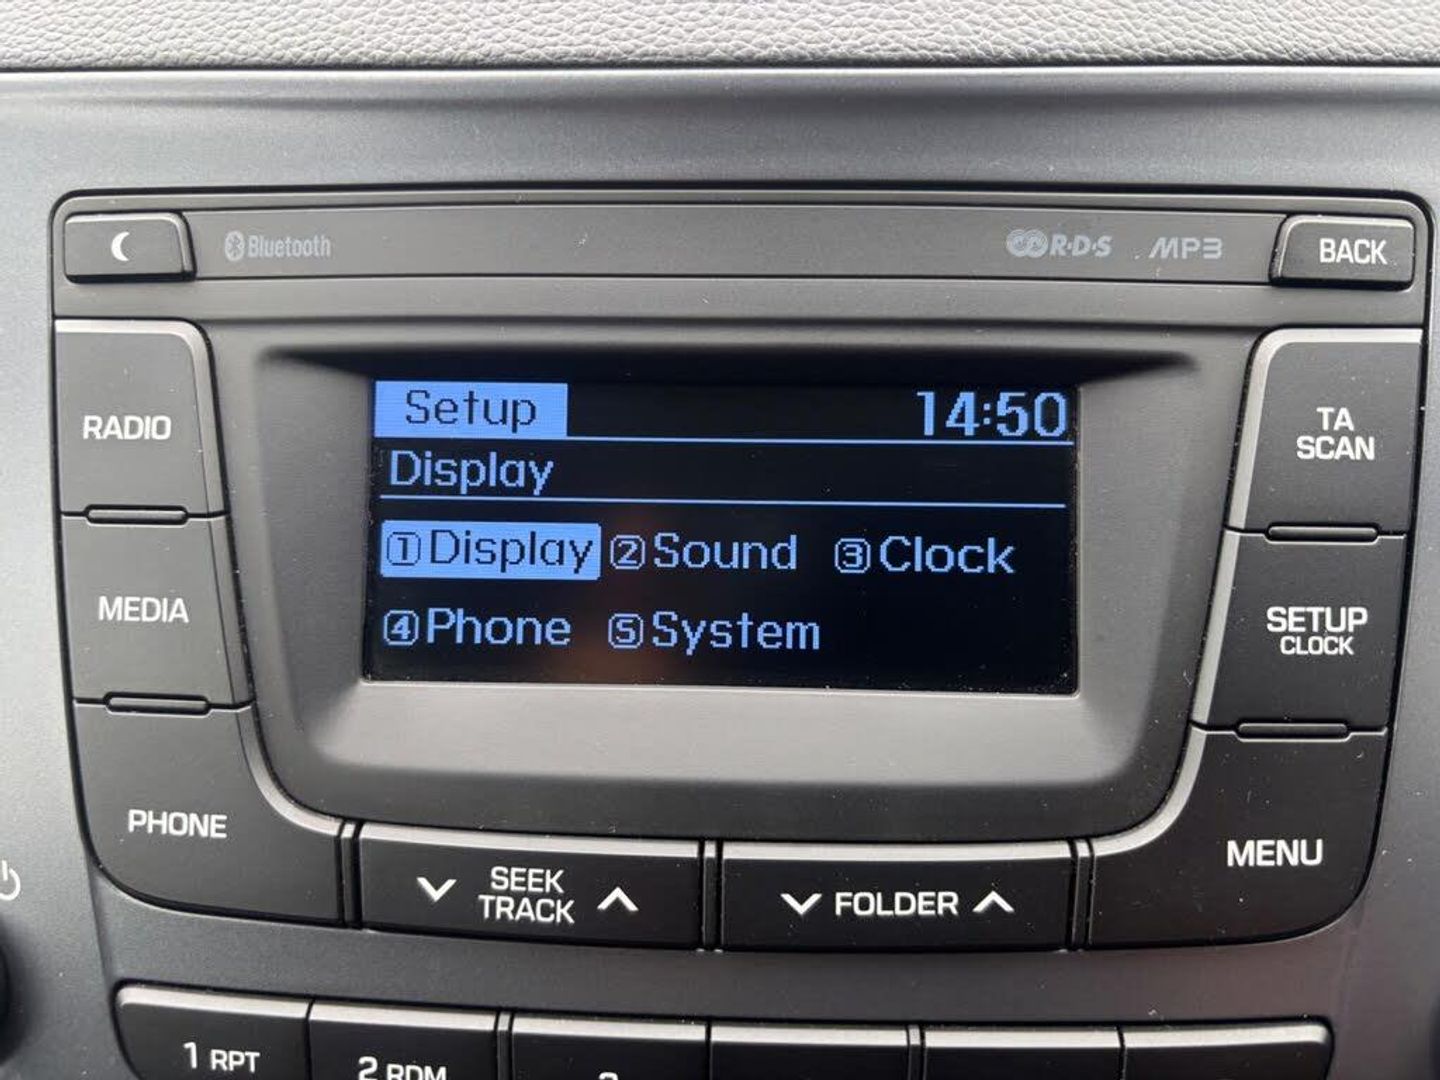 Bluetooth
R·D·S
MP3
BACK
RADIO
MEDIA
PHONE
Setup 14:50
Display
①Display ②Sound ③Clock
④Phone ⑤System
TA
SCAN
SETUP
CLOCK
MENU
SEEK
TRACK
FOLDER
1 RPT
2 RDM